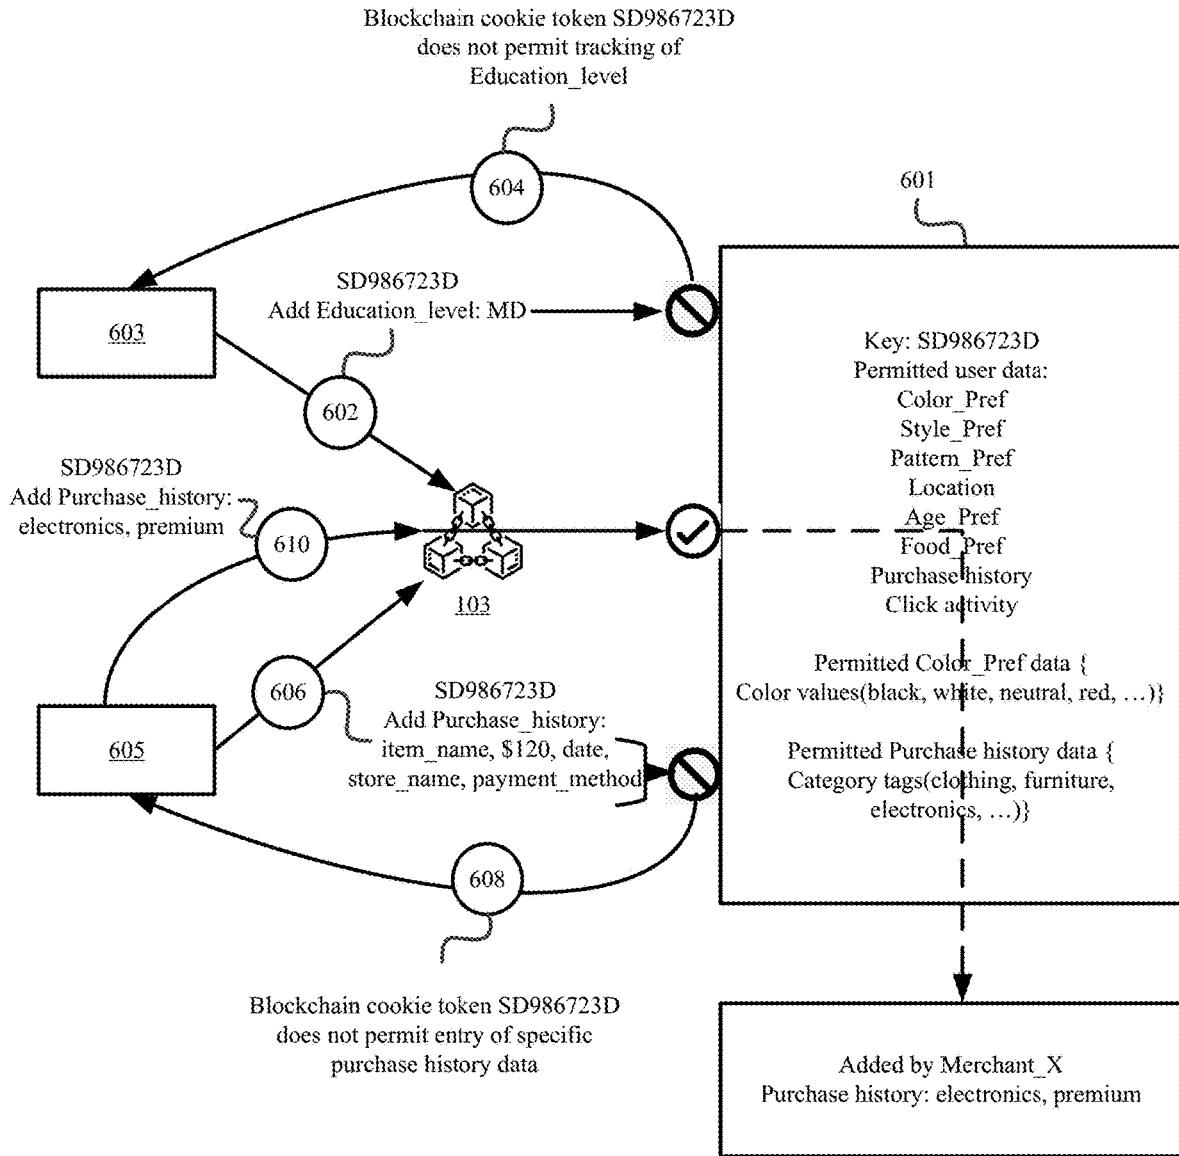 Blockchain cookie token SD986723D
does not permit tracking of
Education_level
604
601
SD986723D
Add Education_level: MD
603
602
Key: SD986723D
Permitted user data:
Color_Pref
Style_Pref
Pattern_Pref
Location
Age_Pref
Food_Pref
Purchase history
Click activity
Permitted Color_Pref data {
Color values(black, white, neutral, red, …)}
Permitted Purchase history data {
Category tags(clothing, furniture,
electronics, …)}
SD986723D
Add Purchase_history:
electronics, premium
610
103
606
SD986723D
Add Purchase_history:
item_name, $120, date,
store_name, payment_method
605
608
Blockchain cookie token SD986723D
does not permit entry of specific
purchase history data
Added by Merchant_X
Purchase history: electronics, premium